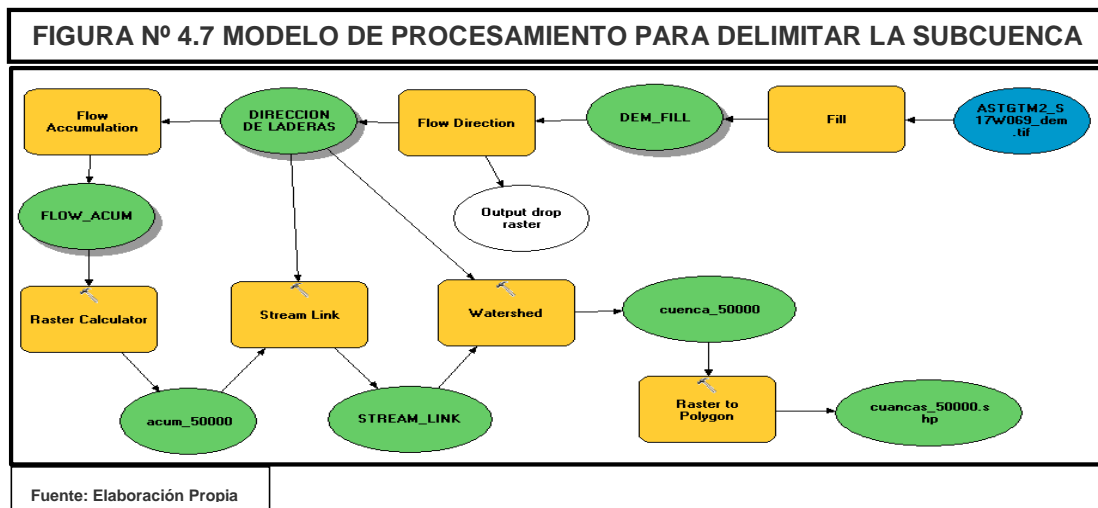 FIGURA Nº 4.7 MODELO DE PROCESAMIENTO PARA DELIMITAR LA SUBCUENCA
Flow
Accumulation
DIRECCION
DE LADERAS
Flow Direction
DEM_FILL
Fill
ASTGTM2_S
17W069_dem
.tif
FLOW_ACUM
Output drop
raster
Raster Calculator
Stream Link
Watershed
cuenca_50000
acum_50000
STREAM_LINK
Raster to
Polygon
cuancas_50000.s
hp
Fuente: Elaboración Propia